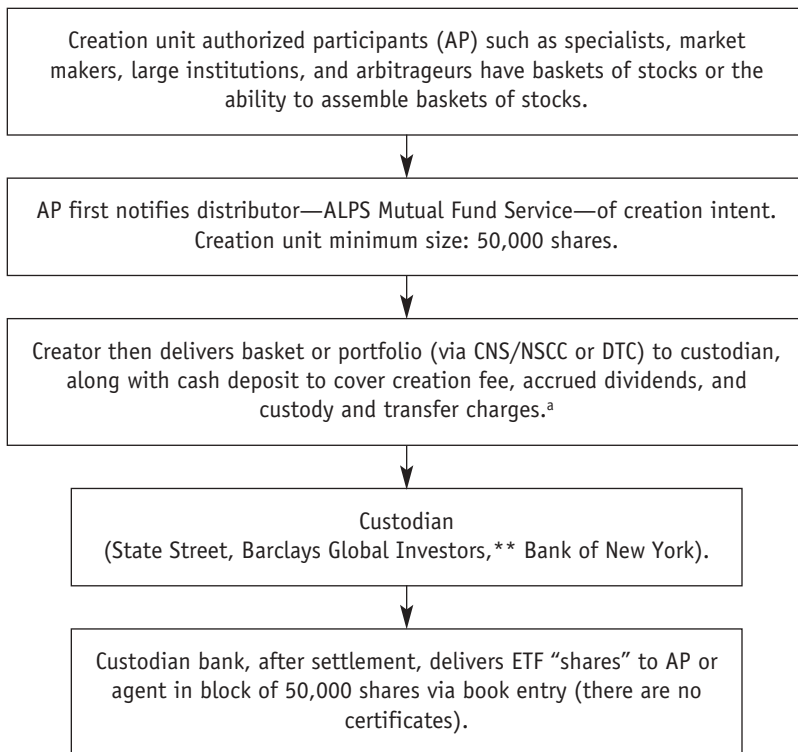 Creation unit authorized participants (AP) such as specialists, market
makers, large institutions, and arbitrageurs have baskets of stocks or the
ability to assemble baskets of stocks.
AP first notifies distributor—ALPS Mutual Fund Service—of creation intent.
Creation unit minimum size: 50,000 shares.
Creator then delivers basket or portfolio (via CNS/NSCC or DTC) to custodian,
along with cash deposit to cover creation fee, accrued dividends, and
custody and transfer charges.ᵃ
Custodian
(State Street, Barclays Global Investors,** Bank of New York).
Custodian bank, after settlement, delivers ETF “shares” to AP or
agent in block of 50,000 shares via book entry (there are no
certificates).